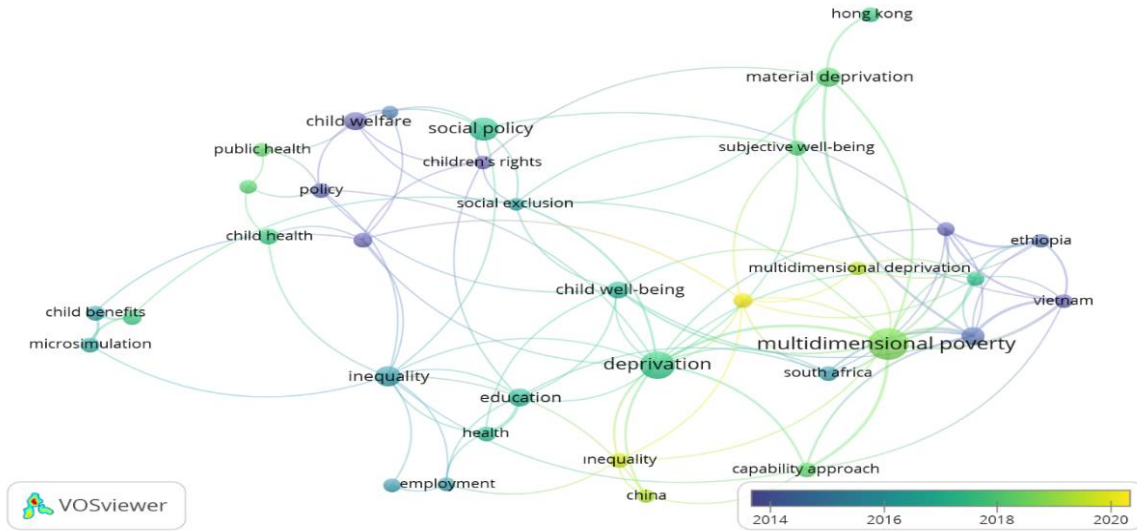 hong kong
material deprivation
child welfare
social policy
public health
subjective well-being
children's rights
policy
social exclusion
child health
ethiopia
multidimensional deprivation
child well-being
vietnam
child benefits
microsimulation
multidimensional poverty
deprivation
south africa
inequality
education
health
inequality
capability approach
employment
china
VOSviewer
2014 2016 2018 2020